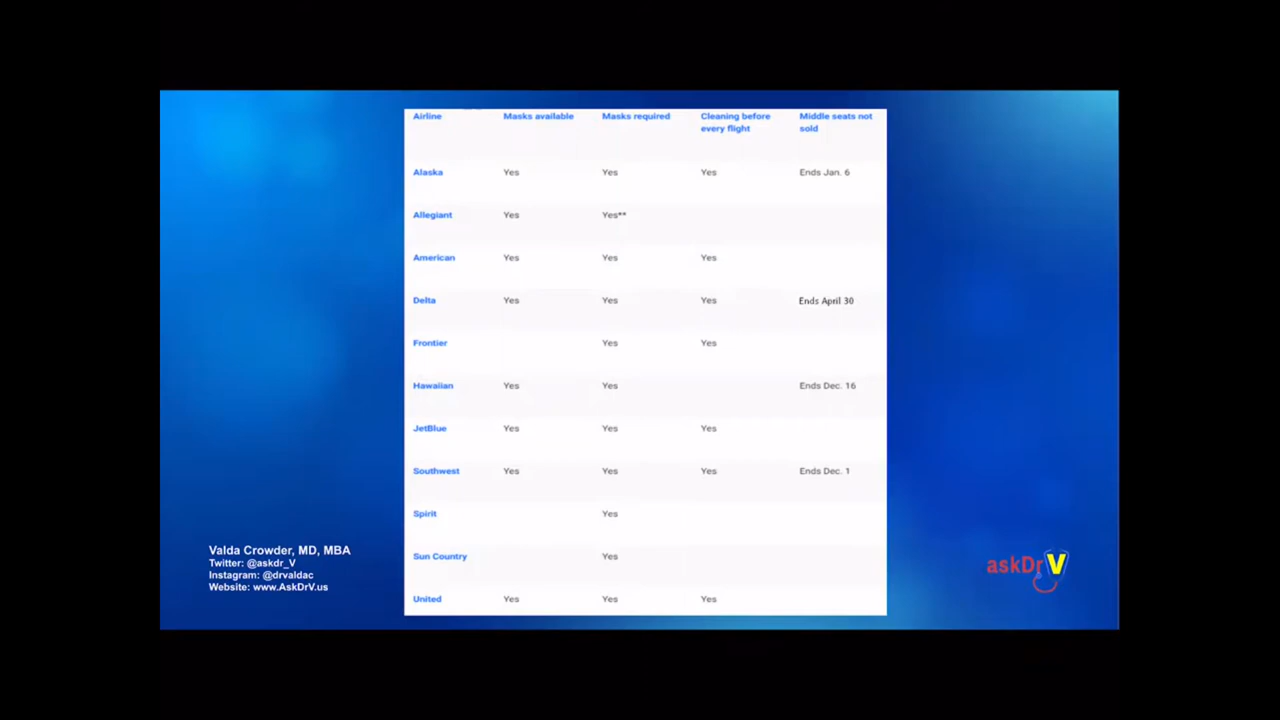 Airline Masks available Masks required Cleaning before every flight Middle seats not sold
Alaska Yes Yes Yes Ends Jan. 6
Allegiant Yes Yes**
American Yes Yes Yes
Delta Yes Yes Yes Ends April 30
Frontier Yes Yes
Hawaiian Yes Yes Ends Dec. 16
JetBlue Yes Yes Yes
Southwest Yes Yes Yes Ends Dec. 1
Spirit Yes
Sun Country Yes
United Yes Yes Yes
Valda Crowder, MD, MBA
Twitter: @askdr_V
Instagram: @drvaldac
Website: www.AskDrV.us
askDrV